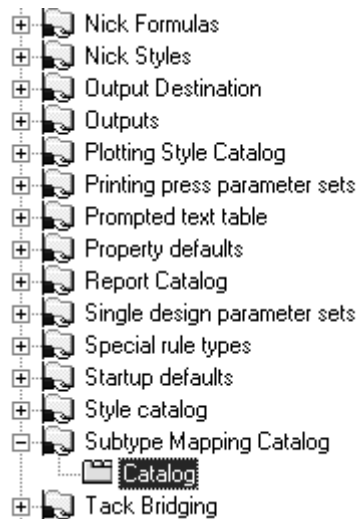 Nick Formulas
Nick Styles
Output Destination
Outputs
Plotting Style Catalog
Printing press parameter sets
Prompted text table
Property defaults
Report Catalog
Single design parameter sets
Special rule types
Startup defaults
Style catalog
Subtype Mapping Catalog
Catalog
Tack Bridging